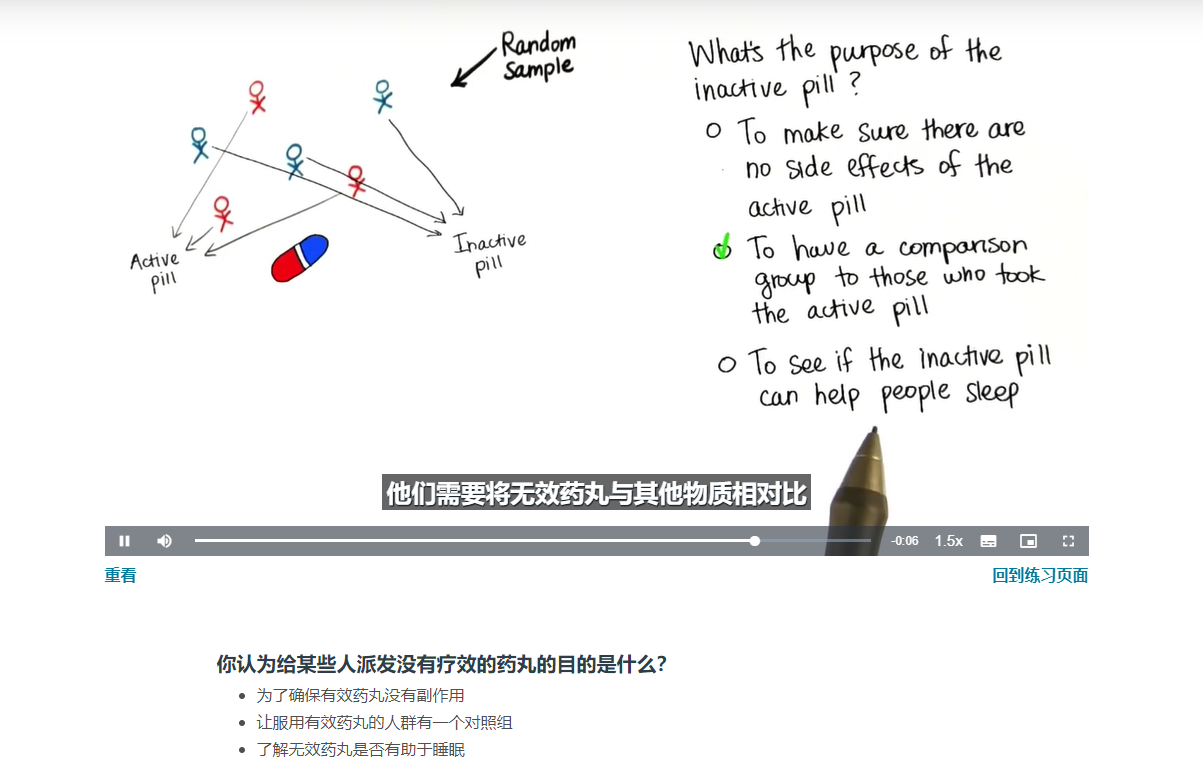 Random
Sample
Active
pill
Inactive
pill
What's the purpose of the
inactive pill ?
To make sure there are
no side effects of the
active pill
To have a comparison
group to those who took
the active pill
To see if the inactive pill
can help people sleep
他们需要将无效药丸与其他物质相对比
-0:06
1.5x
重看
回到练习页面
你认为给某些人派发没有疗效的药丸的目的是什么？
为了确保有效药丸没有副作用
让服用有效药丸的人群有一个对照组
了解无效药丸是否有助于睡眠